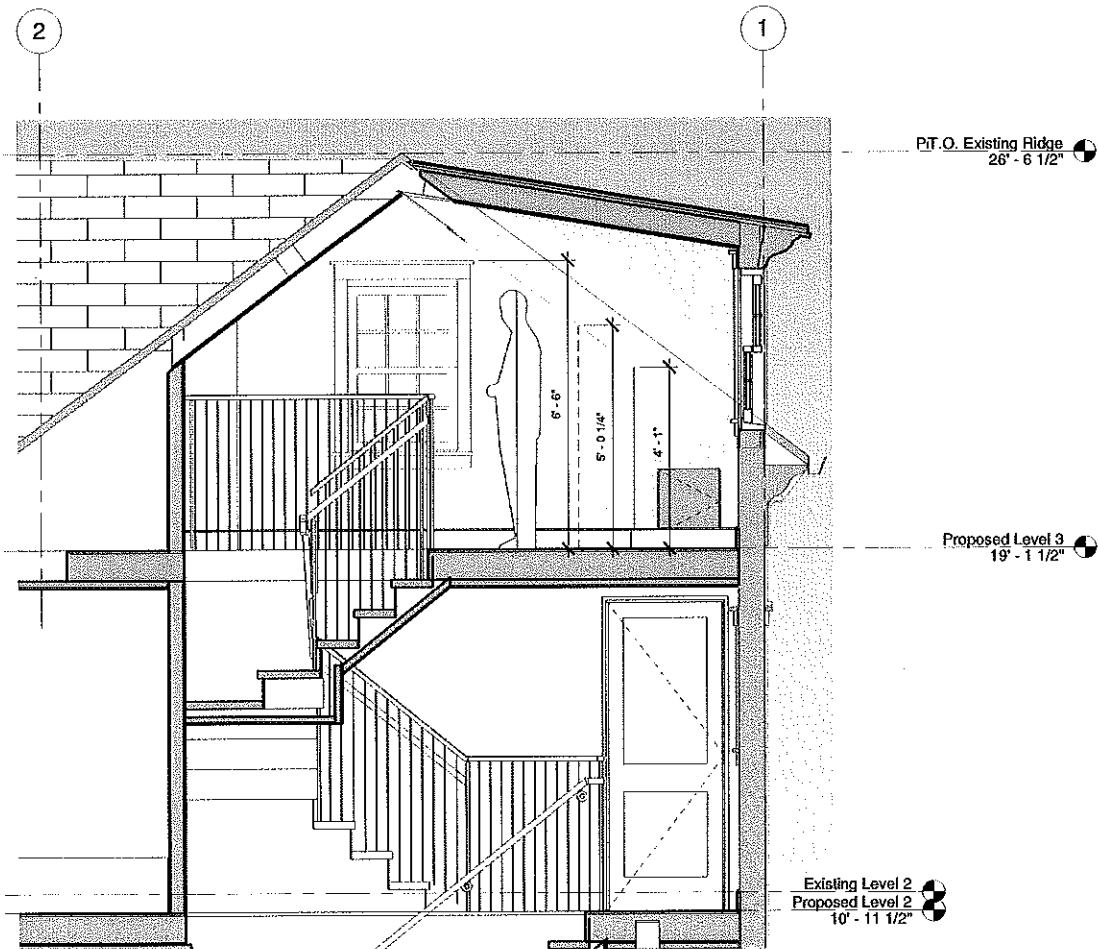 2
1
P.T.O. Existing Ridge
26' - 6 1/2"
6' - 6"
5' - 0 1/4"
4' - 1"
Proposed Level 3
19' - 1 1/2"
Existing Level 2
Proposed Level 2
10' - 11 1/2"